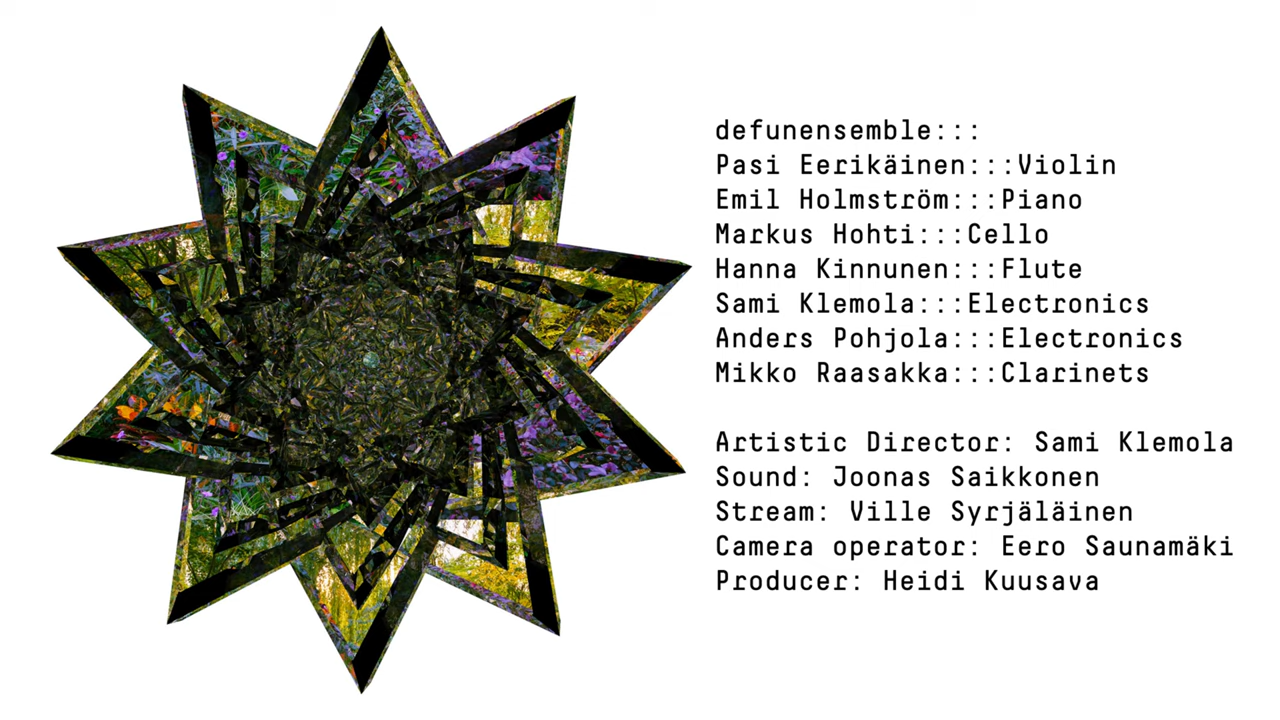 defunensemble:::
Pasi Eerikäinen:::Violin
Emil Holmström:::Piano
Markus Hohti:::Cello
Hanna Kinnunen:::Flute
Sami Klemola:::Electronics
Anders Pohjola:::Electronics
Mikko Raasakka:::Clarinets
Artistic Director: Sami Klemola
Sound: Joonas Saikkonen
Stream: Ville Syrjäläinen
Camera operator: Eero Saunamäki
Producer: Heidi Kuusava